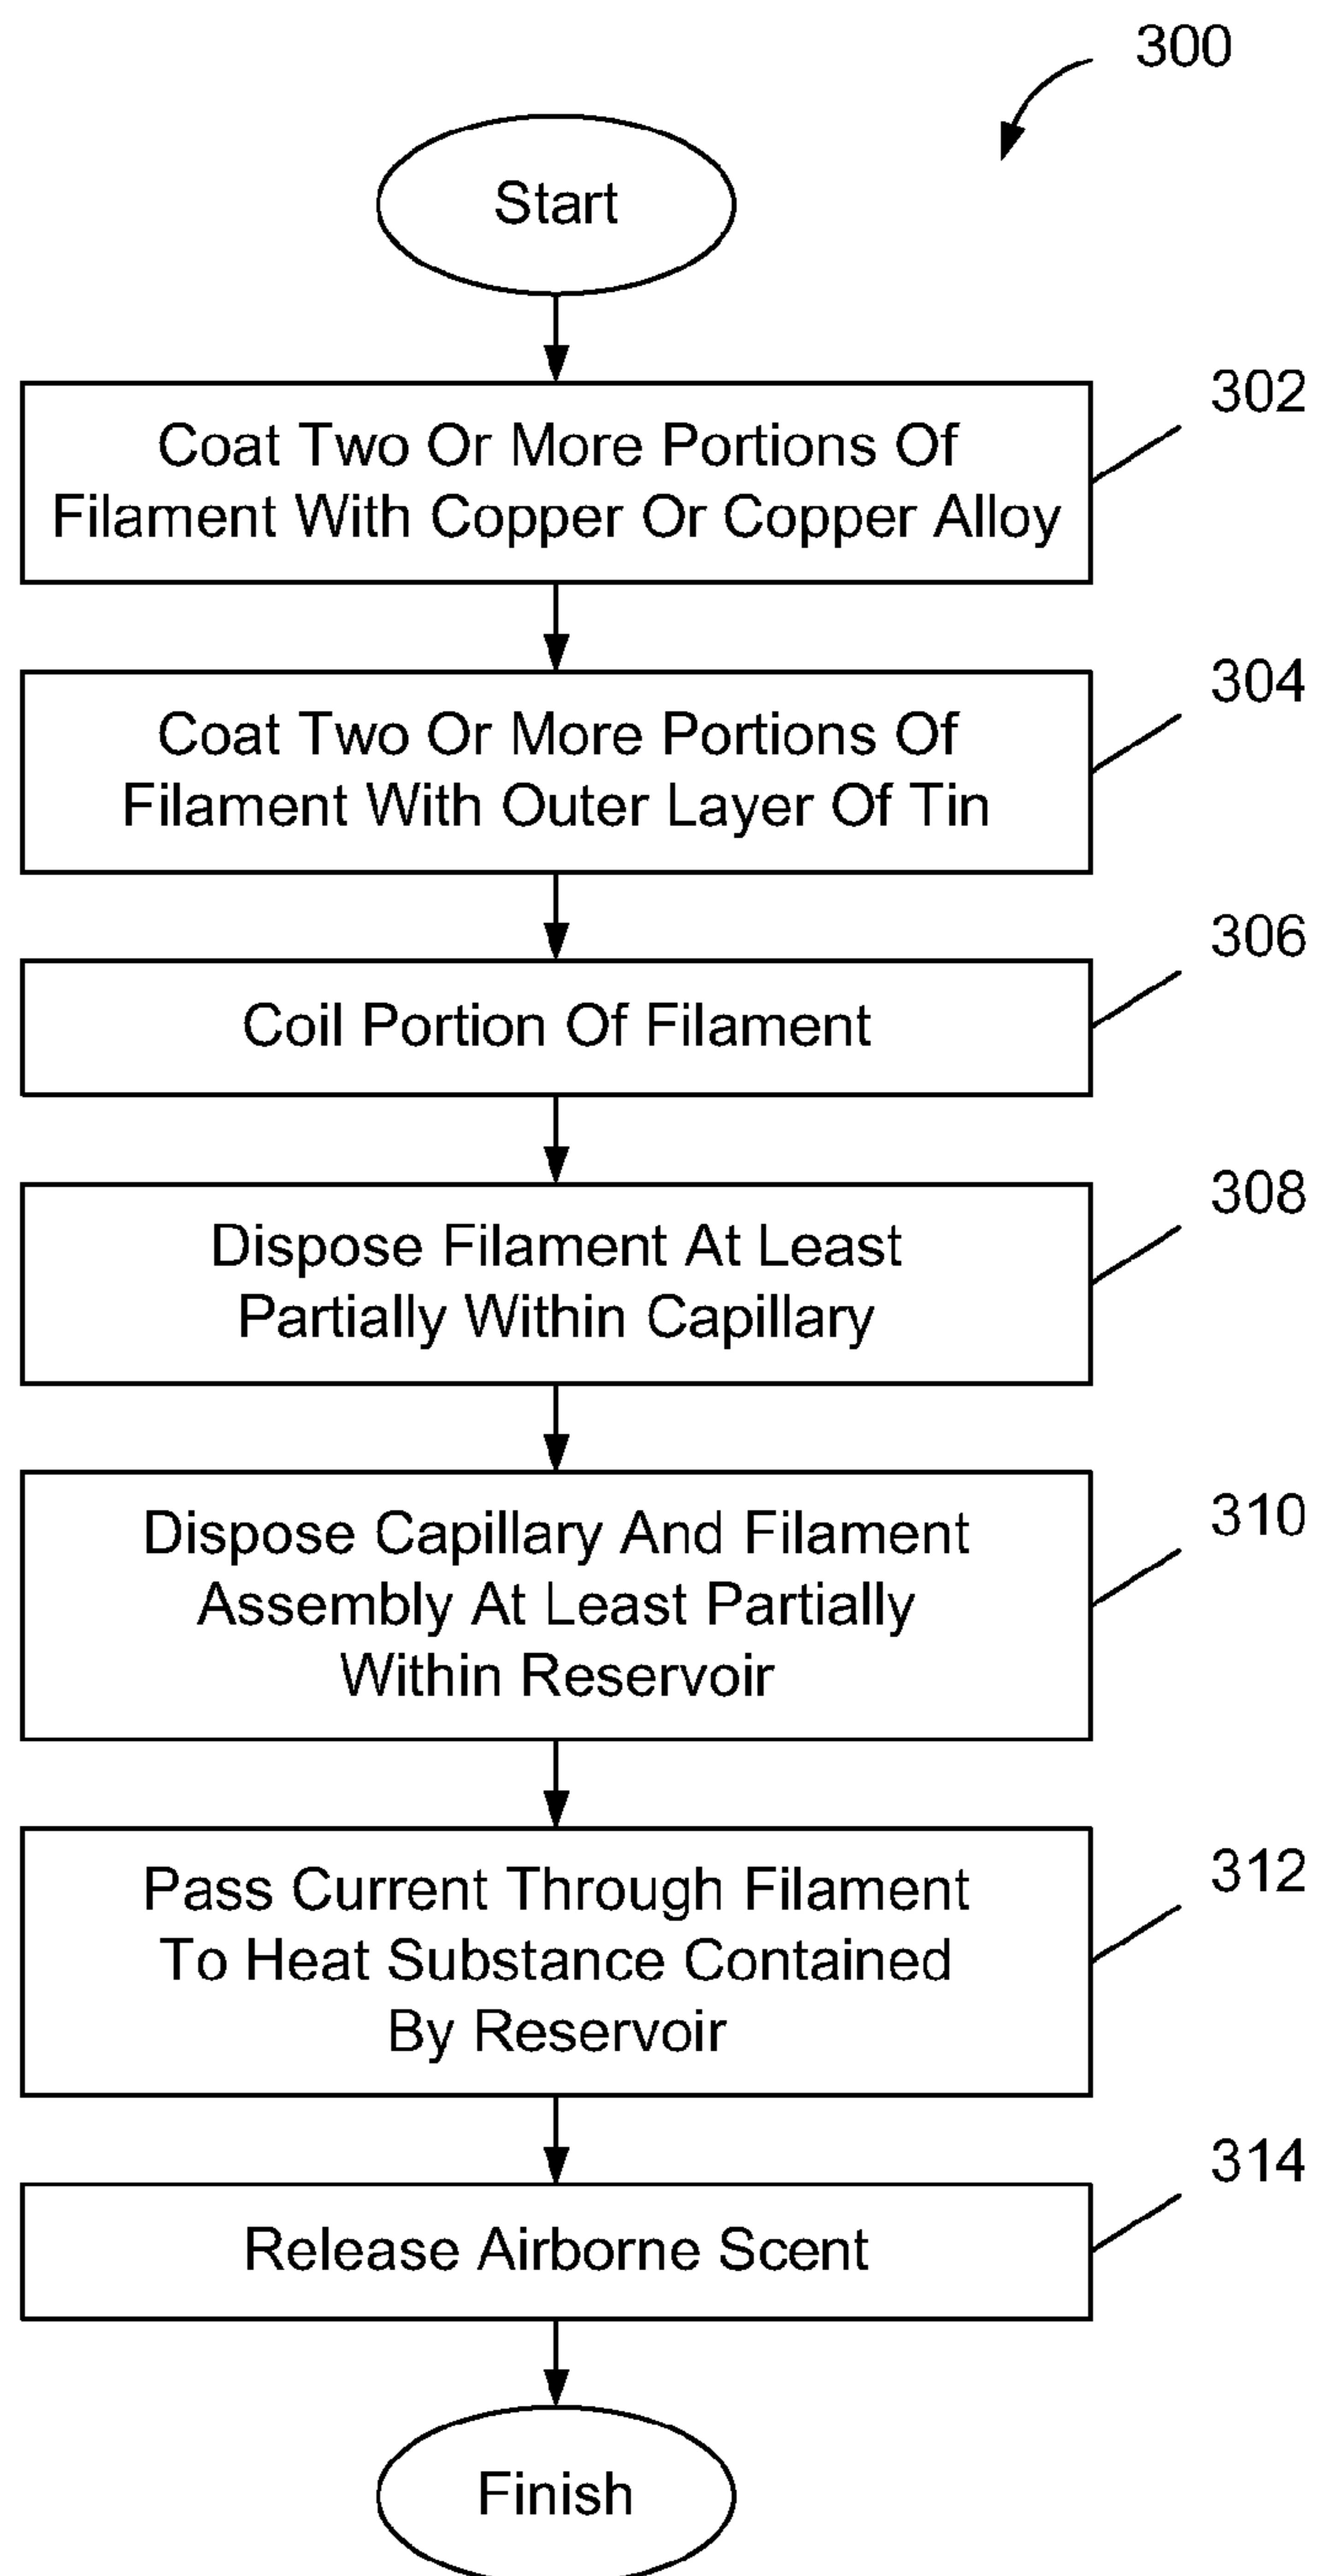 300
Start
302
Coat Two Or More Portions Of
Filament With Copper Or Copper Alloy
304
Coat Two Or More Portions Of
Filament With Outer Layer Of Tin
306
Coil Portion Of Filament
308
Dispose Filament At Least
Partially Within Capillary
310
Dispose Capillary And Filament
Assembly At Least Partially
Within Reservoir
312
Pass Current Through Filament
To Heat Substance Contained
By Reservoir
314
Release Airborne Scent
Finish